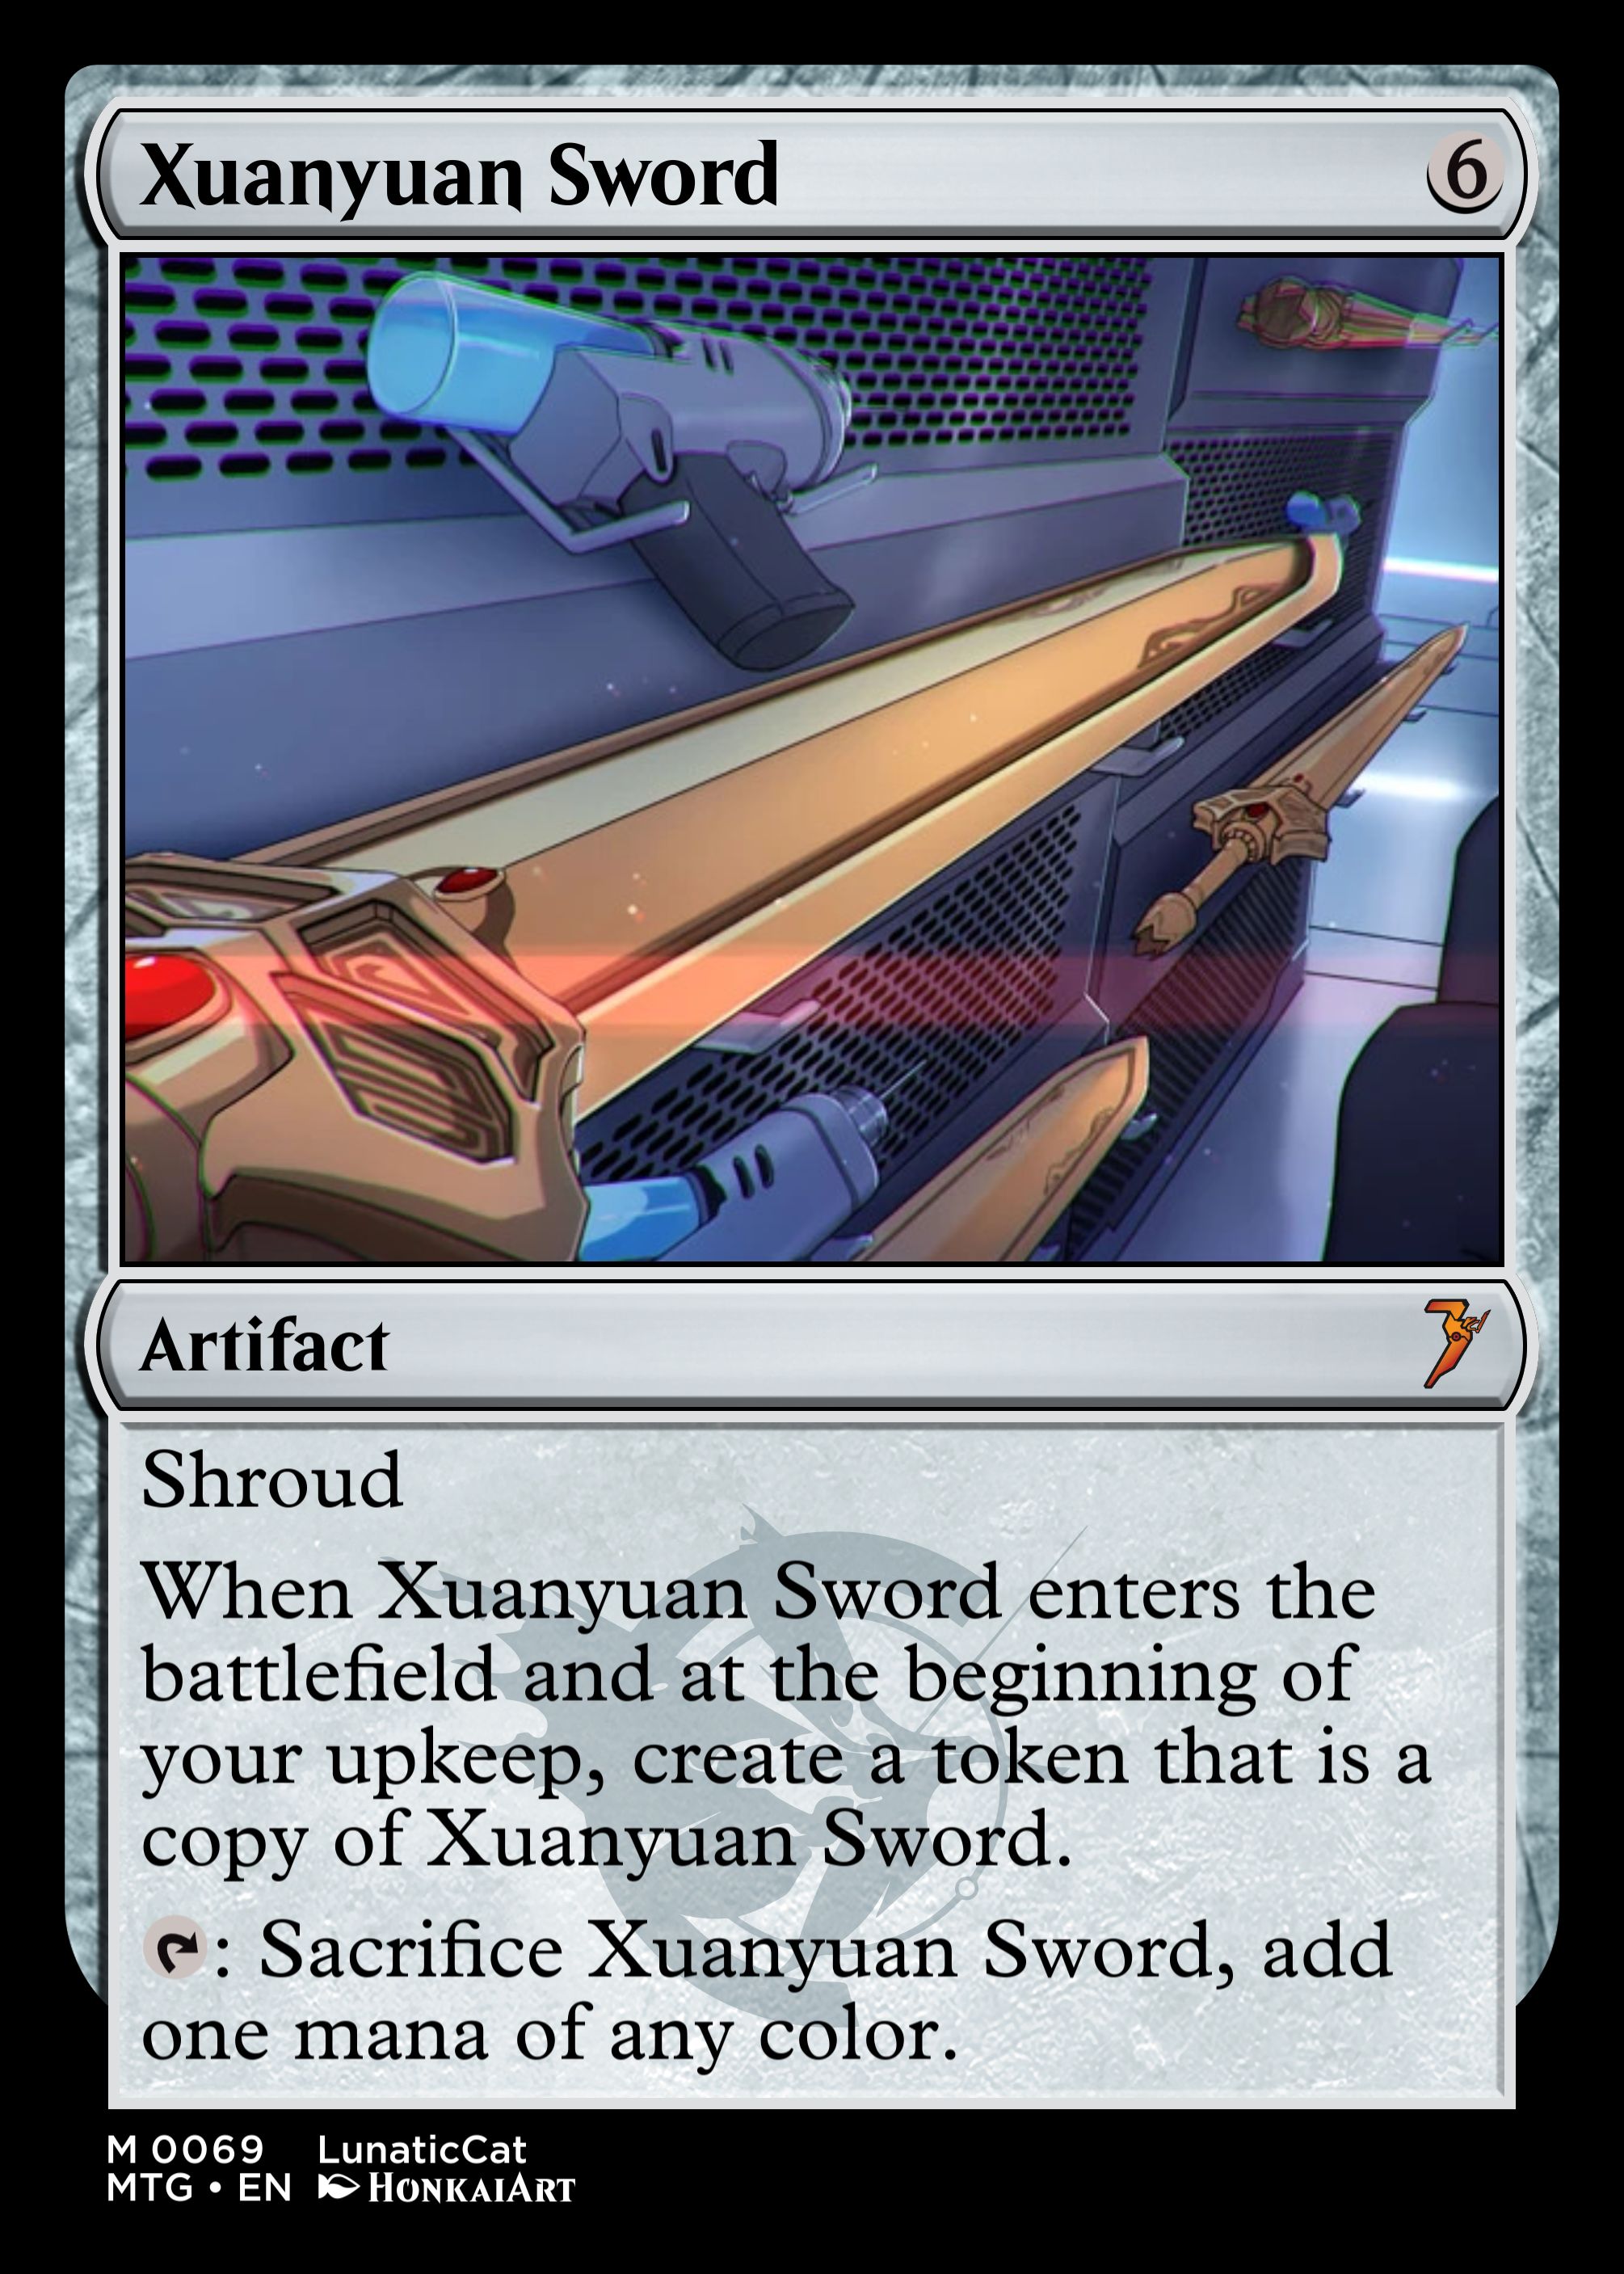 Xuanyuan Sword
6
Artifact
Shroud
When Xuanyuan Sword enters the
battlefield and at the beginning of
your upkeep, create a token that is a
copy of Xuanyuan Sword.
: Sacrifice Xuanyuan Sword, add
one mana of any color.
M 0069 LunaticCat
MTG • EN HonkaiArt